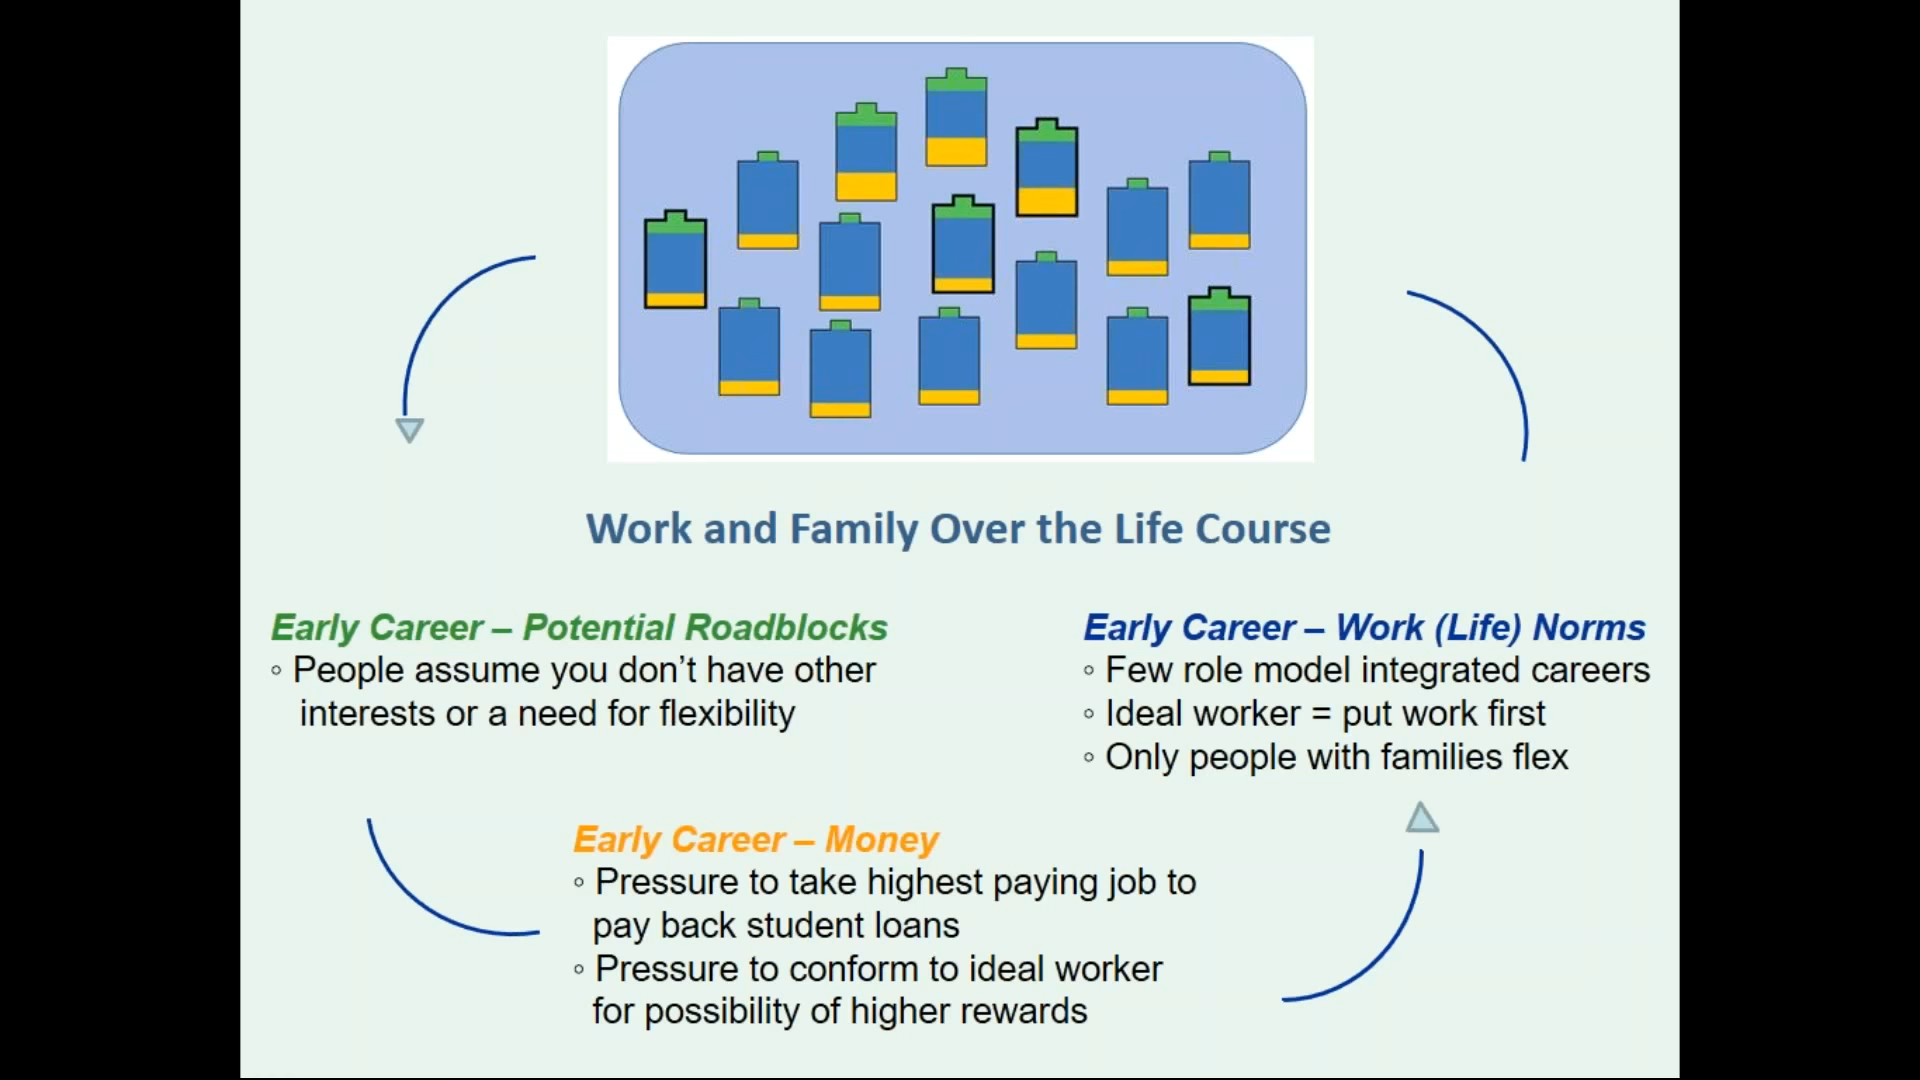 Work and Family Over the Life Course
Early Career – Potential Roadblocks
◦ People assume you don’t have other
interests or a need for flexibility
Early Career – Work (Life) Norms
◦ Few role model integrated careers
◦ Ideal worker = put work first
◦ Only people with families flex
Early Career – Money
◦ Pressure to take highest paying job to
pay back student loans
◦ Pressure to conform to ideal worker
for possibility of higher rewards